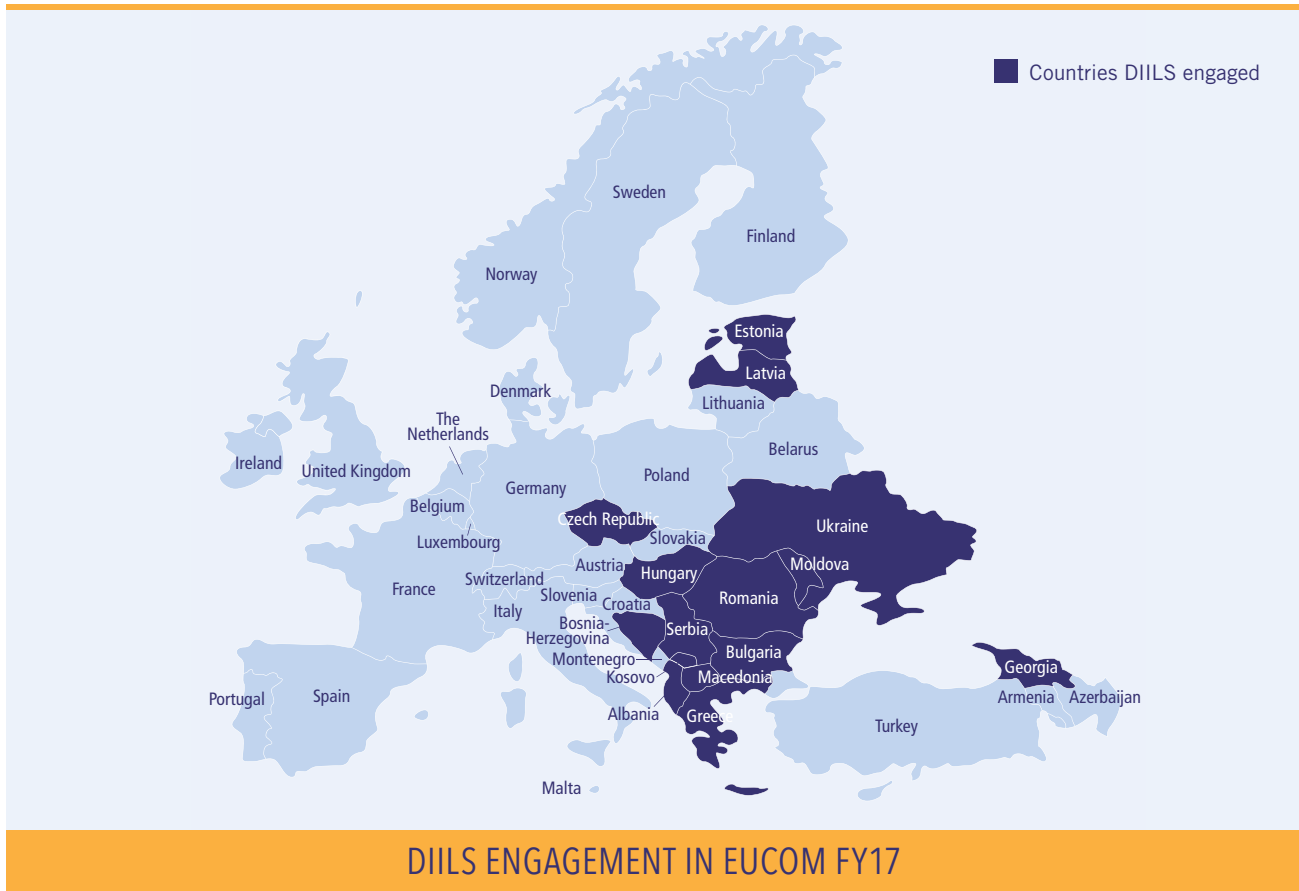 Countries DIILS engaged
Sweden
Finland
Norway
Estonia
Latvia
Denmark
Lithuania
The
Netherlands
Belarus
Ireland
United Kingdom
Poland
Germany
Belgium
Czech Republic
Ukraine
Luxembourg
Slovakia
Austria
Moldova
Hungary
Switzerland
France
Slovenia
Romania
Croatia
Italy
Bosnia-
Herzegovina
Serbia
Bulgaria
Montenegro
Georgia
Kosovo
Macedonia
Portugal
Spain
Armenia
Azerbaijan
Albania
Greece
Turkey
Malta
DIILS ENGAGEMENT IN EUCOM FY17